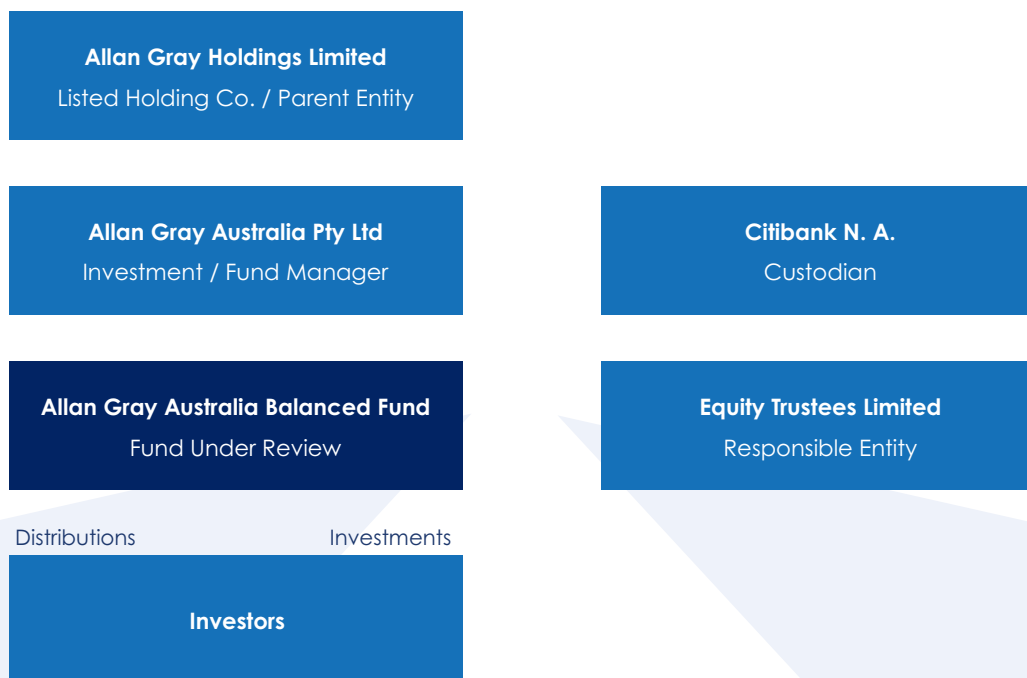 Allan Gray Holdings Limited
Listed Holding Co. / Parent Entity
Allan Gray Australia Pty Ltd
Investment / Fund Manager
Citibank N. A.
Custodian
Allan Gray Australia Balanced Fund
Fund Under Review
Equity Trustees Limited
Responsible Entity
Distributions
Investments
Investors